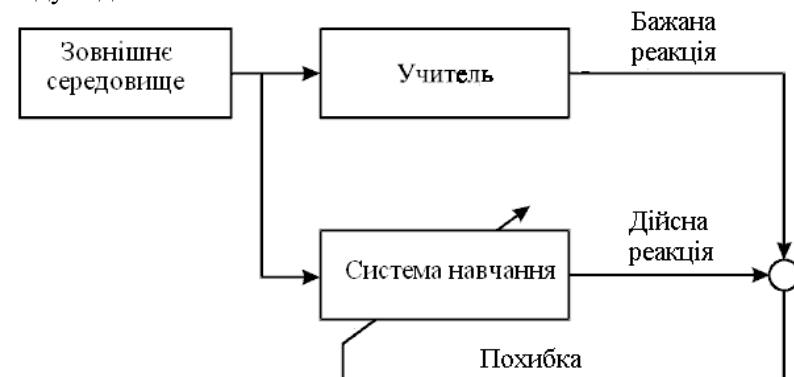 Зовнішнє
середовище
Учитель
Бажана
реакція
Система навчання
Дійсна
реакція
Похибка